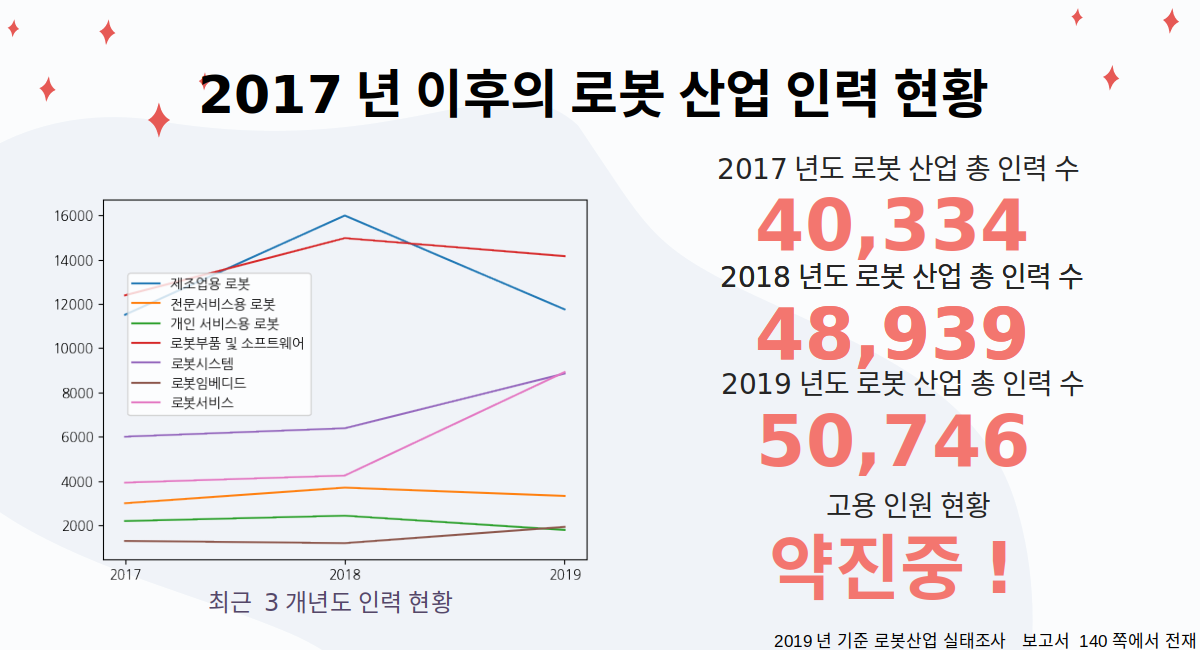 2017 년 이후의 로봇 산업 인력 현황
2017 년도 로봇 산업 총 인력 수
40,334
2018 년도 로봇 산업 총 인력 수
48,939
2019 년도 로봇 산업 총 인력 수
50,746
고용 인원 현황
약진중 !
16000
14000
12000
10000
8000
6000
4000
2000
제조업용 로봇
전문서비스용 로봇
개인 서비스용 로봇
로봇부품 및 소프트웨어
로봇시스템
로봇임베디드
로봇서비스
2017 2018 2019
최근 3 개년도 인력 현황
2019 년 기준 로봇산업 실태조사 보고서 140 쪽에서 전재